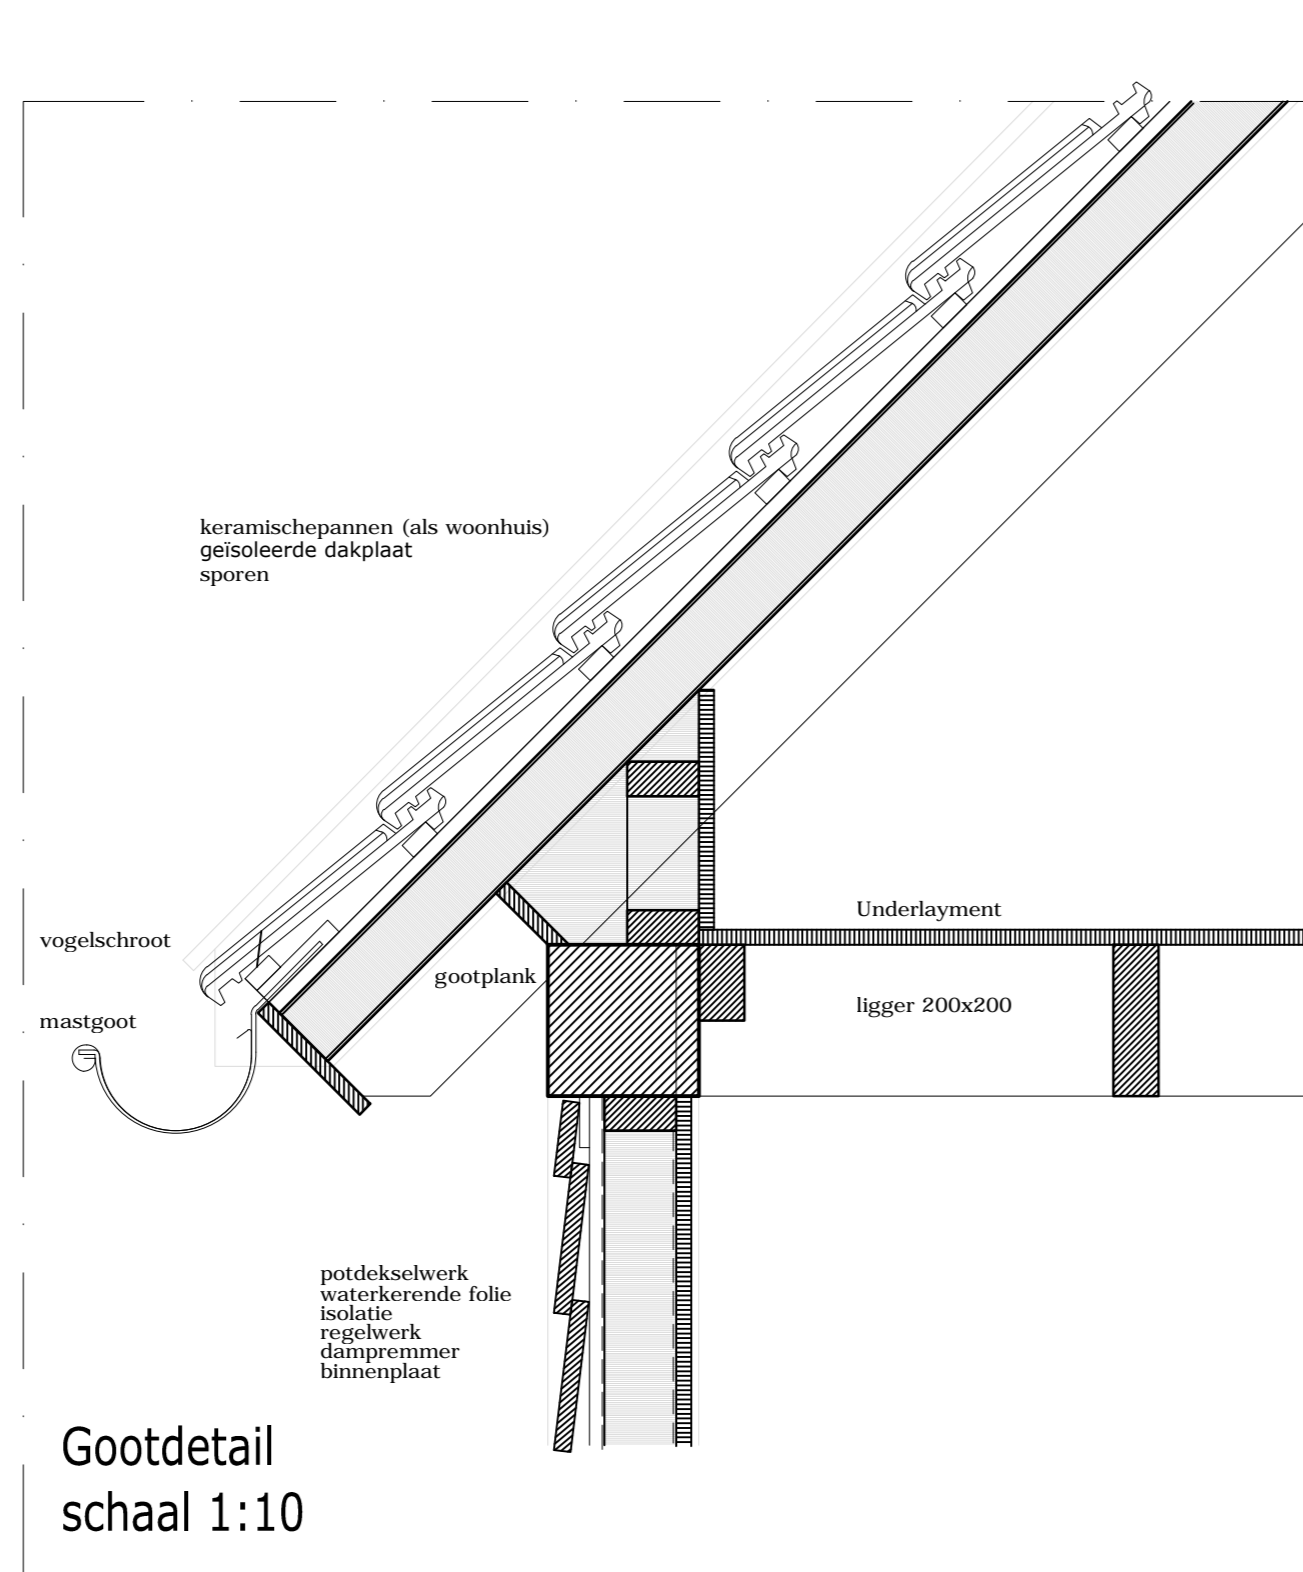 keramischepannen (als woonhuis)
geïsoleerde dakplaat
sporen
Underlayment
vogelschroot
gootplank
ligger 200x200
mastgoot
potdekselwerk
waterkerende folie
isolatie
regelwerk
dampremmer
binnenplaat
Gootdetail
schaal 1:10